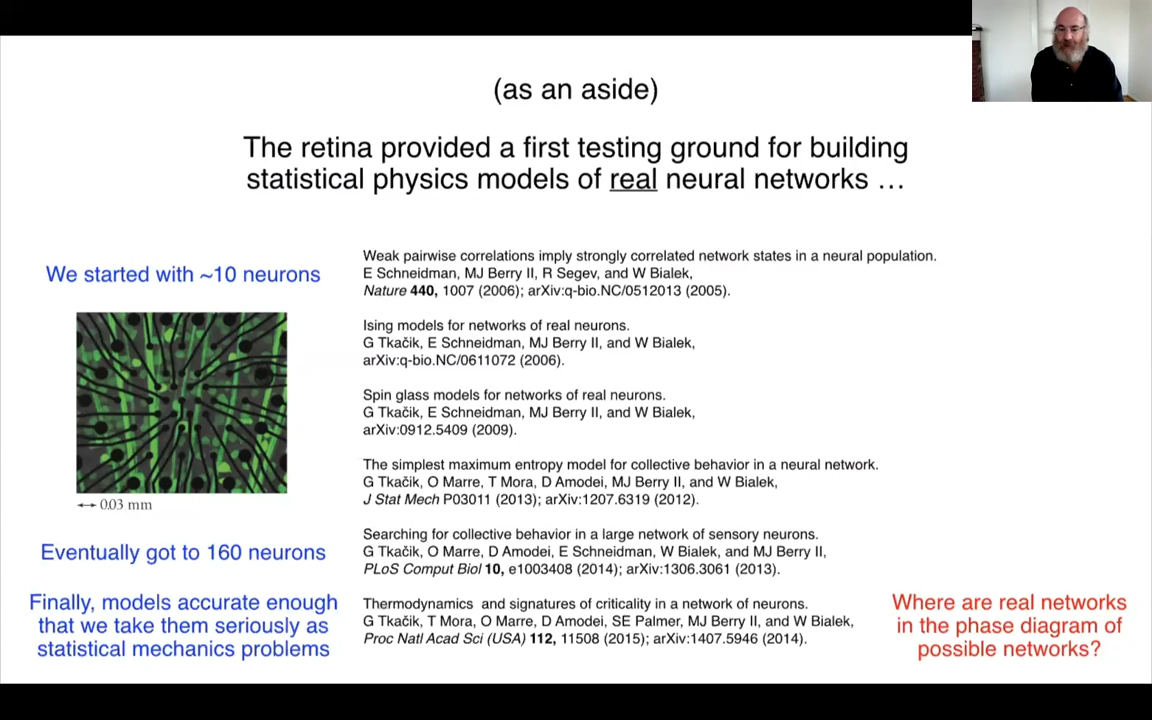 (as an aside)
The retina provided a first testing ground for building
statistical physics models of real neural networks …
We started with ~10 neurons
0.03 mm
Eventually got to 160 neurons
Finally, models accurate enough
that we take them seriously as
statistical mechanics problems
Weak pairwise correlations imply strongly correlated network states in a neural population.
E Schneidman, MJ Berry II, R Segev, and W Bialek,
Nature 440, 1007 (2006); arXiv:q-bio.NC/0512013 (2005).
Ising models for networks of real neurons.
G Tkačik, E Schneidman, MJ Berry II, and W Bialek,
arXiv:q-bio.NC/0611072 (2006).
Spin glass models for networks of real neurons.
G Tkačik, E Schneidman, MJ Berry II, and W Bialek,
arXiv:0912.5409 (2009).
The simplest maximum entropy model for collective behavior in a neural network.
G Tkačik, O Marre, T Mora, D Amodei, MJ Berry II, and W Bialek,
J Stat Mech P03011 (2013); arXiv:1207.6319 (2012).
Searching for collective behavior in a large network of sensory neurons.
G Tkačik, O Marre, D Amodei, E Schneidman, W Bialek, and MJ Berry II,
PLoS Comput Biol 10, e1003408 (2014); arXiv:1306.3061 (2013).
Thermodynamics and signatures of criticality in a network of neurons.
G Tkačik, T Mora, O Marre, D Amodei, SE Palmer, MJ Berry II, and W Bialek,
Proc Natl Acad Sci (USA) 112, 11508 (2015); arXiv:1407.5946 (2014).
Where are real networks
in the phase diagram of
possible networks?